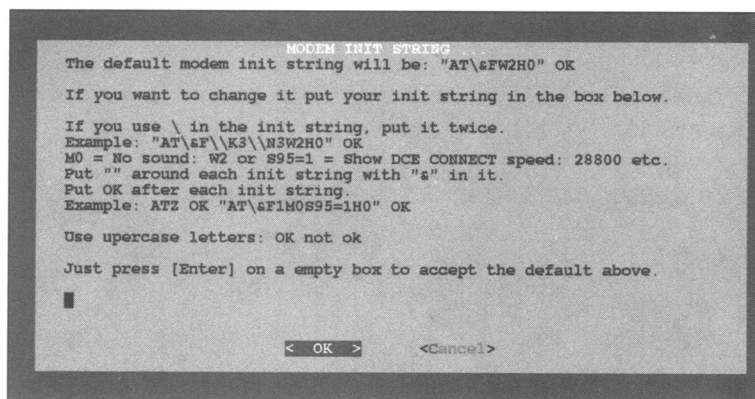 MODEM INIT STRING ...
The default modem init string will be: "AT\&FW2H0" OK
If you want to change it put your init string in the box below.
If you use \ in the init string, put it twice.
Example: "AT\&F\\K3\\N3W2H0" OK
M0 = No sound: W2 or S95=1 = Show DCE CONNECT speed: 28800 etc.
Put "" around each init string with "&" in it.
Put OK after each init string.
Example: ATZ OK "AT\&F1M0S95=1H0" OK
Use upercase letters: OK not ok
Just press [Enter] on a empty box to accept the default above.
< OK > <Cancel>